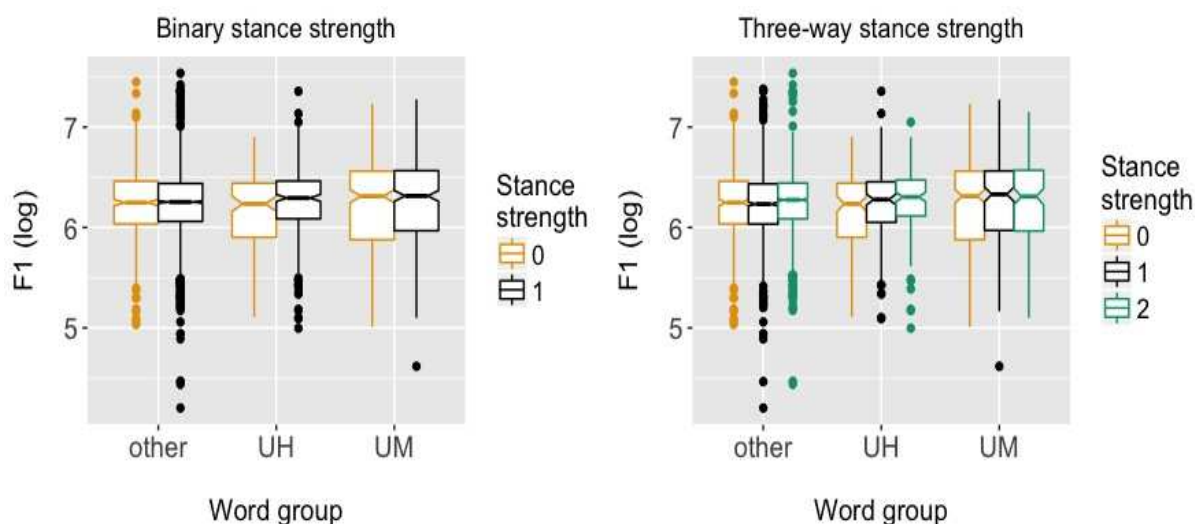 Binary stance strength
F1 (log)
7
6
5
other UH UM
Word group
Stance
strength
0
1
Three-way stance strength
F1 (log)
7
6
5
other UH UM
Word group
Stance
strength
0
1
2